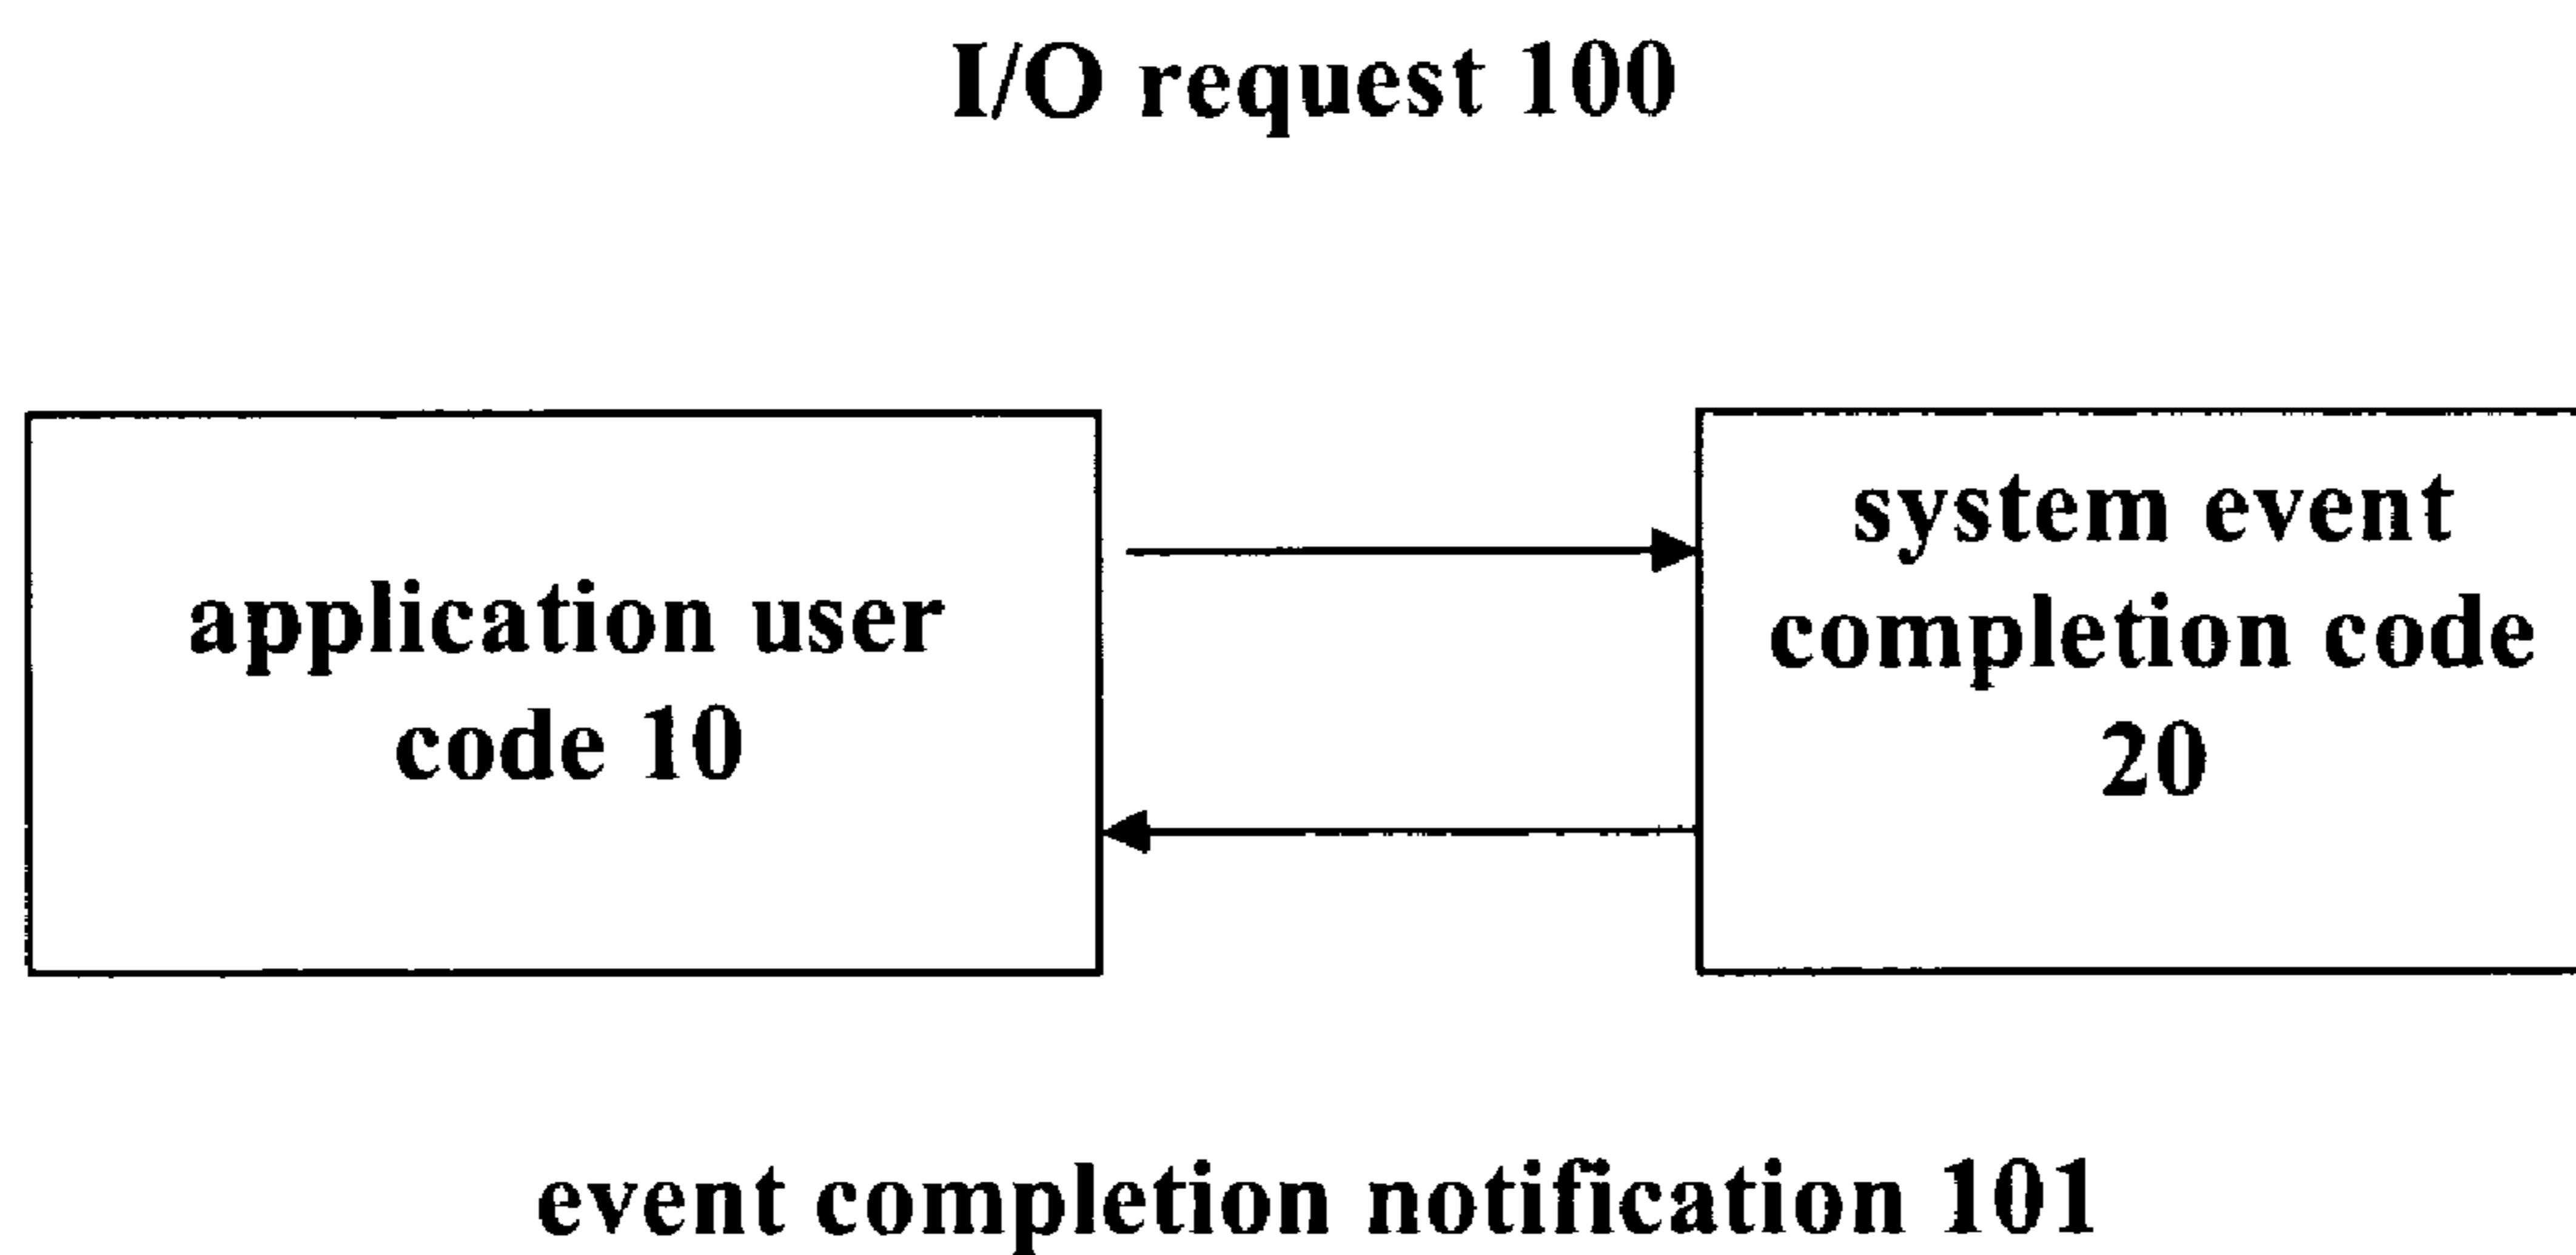 I/O request 100
application user
code 10
system event
completion code
20
event completion notification 101